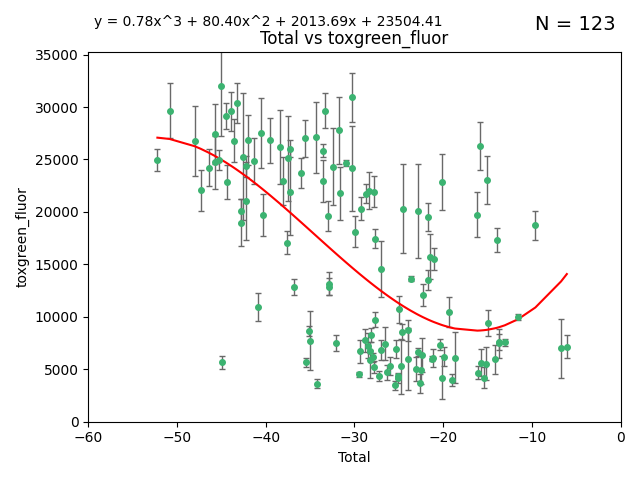 y = 0.78x^3 + 80.40x^2 + 2013.69x + 23504.41
N = 123
Total vs toxgreen_fluor
35000
30000
25000
20000
15000
10000
5000
0
toxgreen_fluor
−60 −50 −40 −30 −20 −10 0
Total